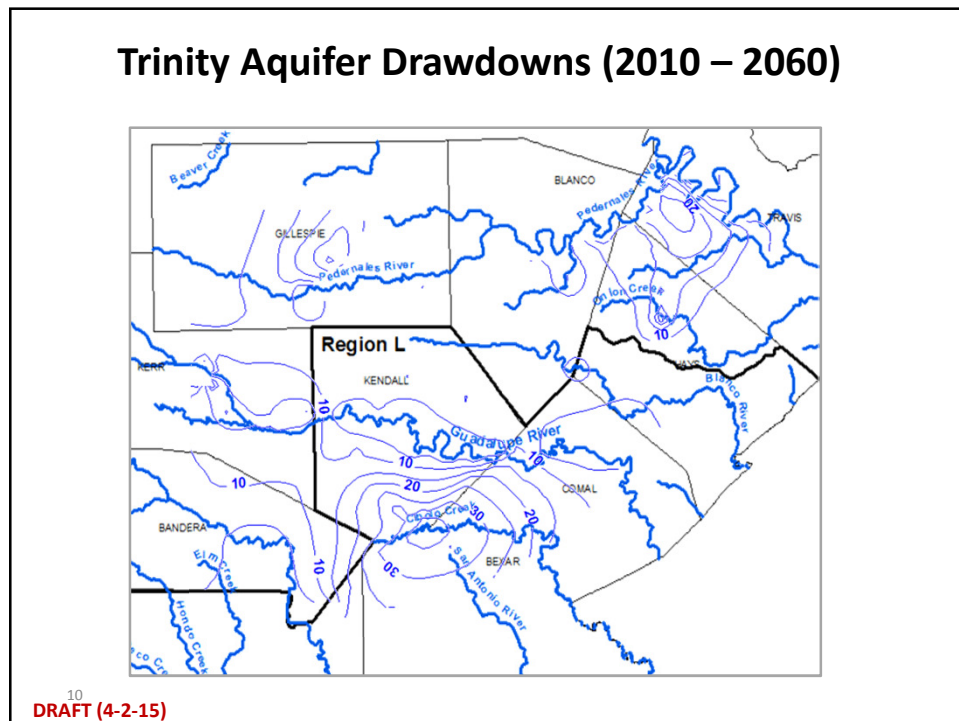 Trinity Aquifer Drawdowns (2010 – 2060)
Beaver Creek
BLANCO
Pedernales River
20
TRAVIS
GILLESPIE
Pedernales River
Onion Creek
10
Region L
KERR
KENDALL
HAYS
Blanco River
10
Guadalupe River
10
10
10
20
COMAL
Cibolo Creek
30
20
BANDERA
Elm Creek
10
30
BEXAR
San Antonio River
Hondo Creek
10
DRAFT (4-2-15)